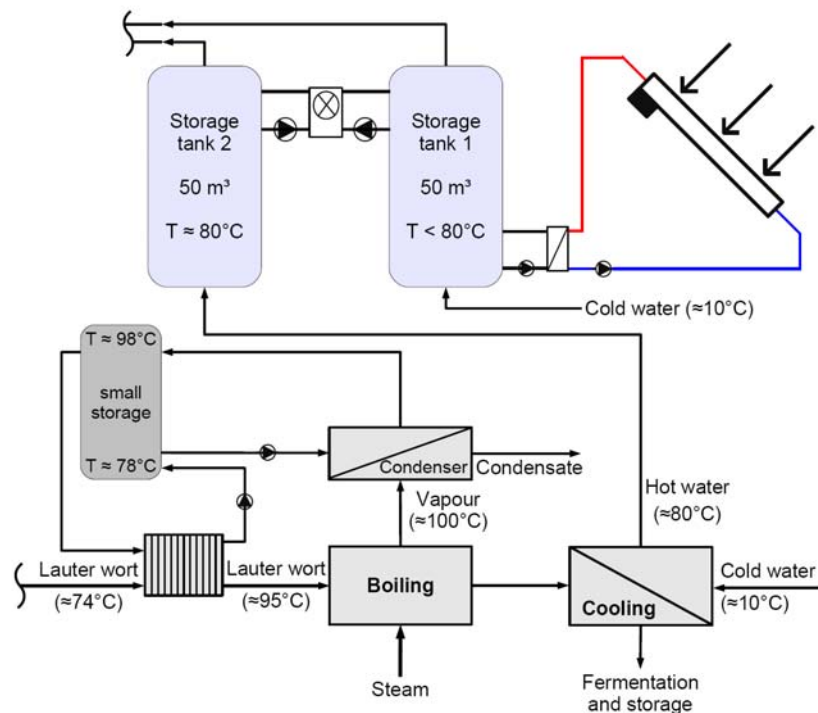 Storage
tank 2
50 m³
T ≈ 80°C
Storage
tank 1
50 m³
T < 80°C
Cold water (≈10°C)
T ≈ 98°C
small
storage
T ≈ 78°C
Condenser
Condensate
Vapour
(≈100°C)
Hot water
(≈80°C)
Lauter wort
(≈74°C)
Lauter wort
(≈95°C)
Boiling
Cooling
Cold water
(≈10°C)
Steam
Fermentation
and storage